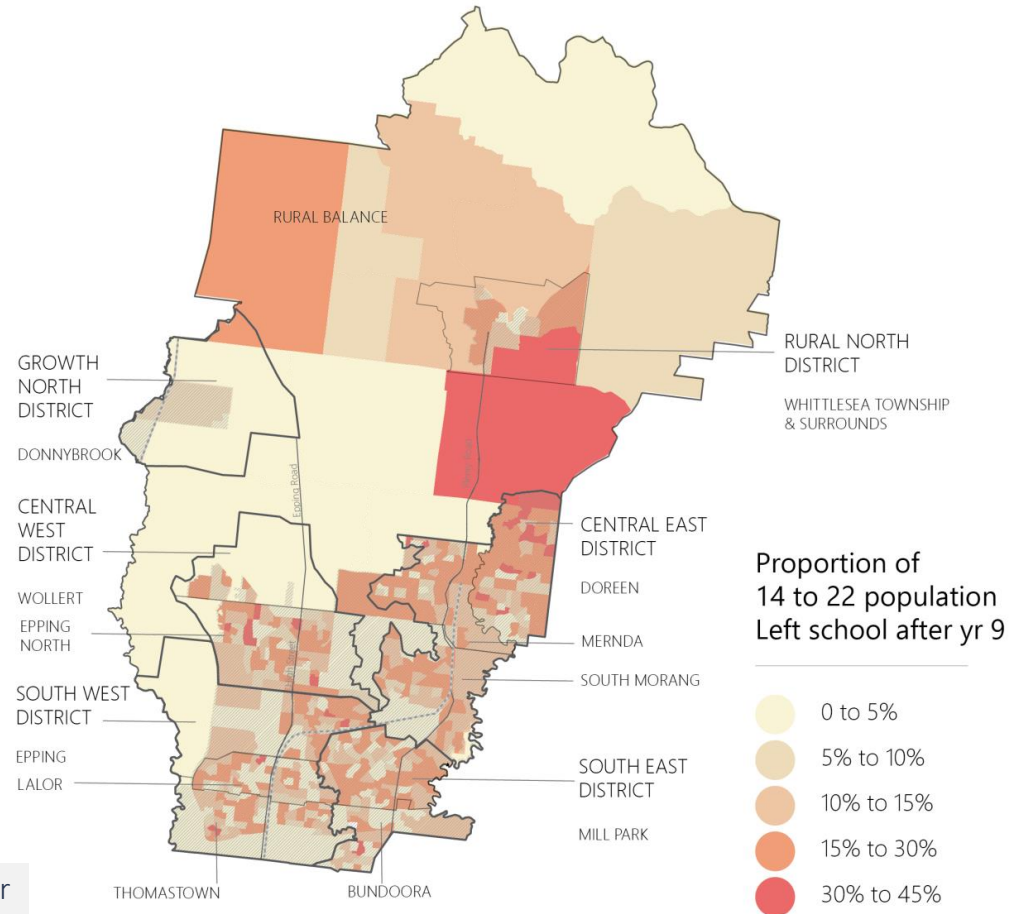 RURAL BALANCE
GROWTH
NORTH
DISTRICT
DONNYBROOK
CENTRAL
WEST
DISTRICT
WOLLERT
EPPING
NORTH
SOUTH WEST
DISTRICT
EPPING
LALOR
THOMASTOWN
BUNDOORA
Epping Road
RURAL NORTH
DISTRICT
WHITTLESEA TOWNSHIP
& SURROUNDS
CENTRAL EAST
DISTRICT
DOREEN
MERNDA
SOUTH MORANG
SOUTH EAST
DISTRICT
MILL PARK
Proportion of
14 to 22 population
Left school after yr 9
0 to 5%
5% to 10%
10% to 15%
15% to 30%
30% to 45%
r